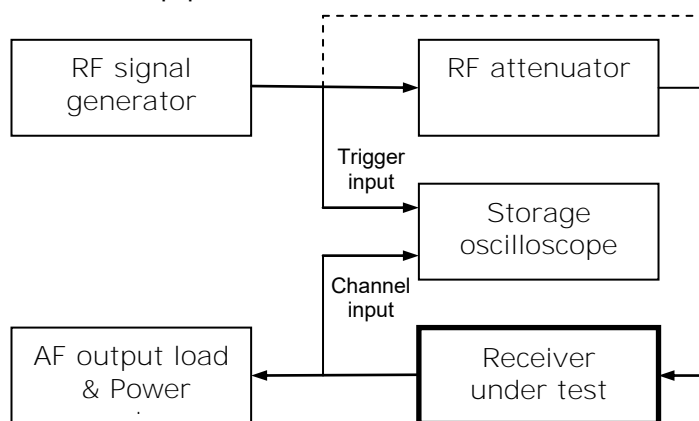 RF signal
generator
RF attenuator
Trigger
input
Storage
oscilloscope
Channel
input
AF output load
& Power
Receiver
under test